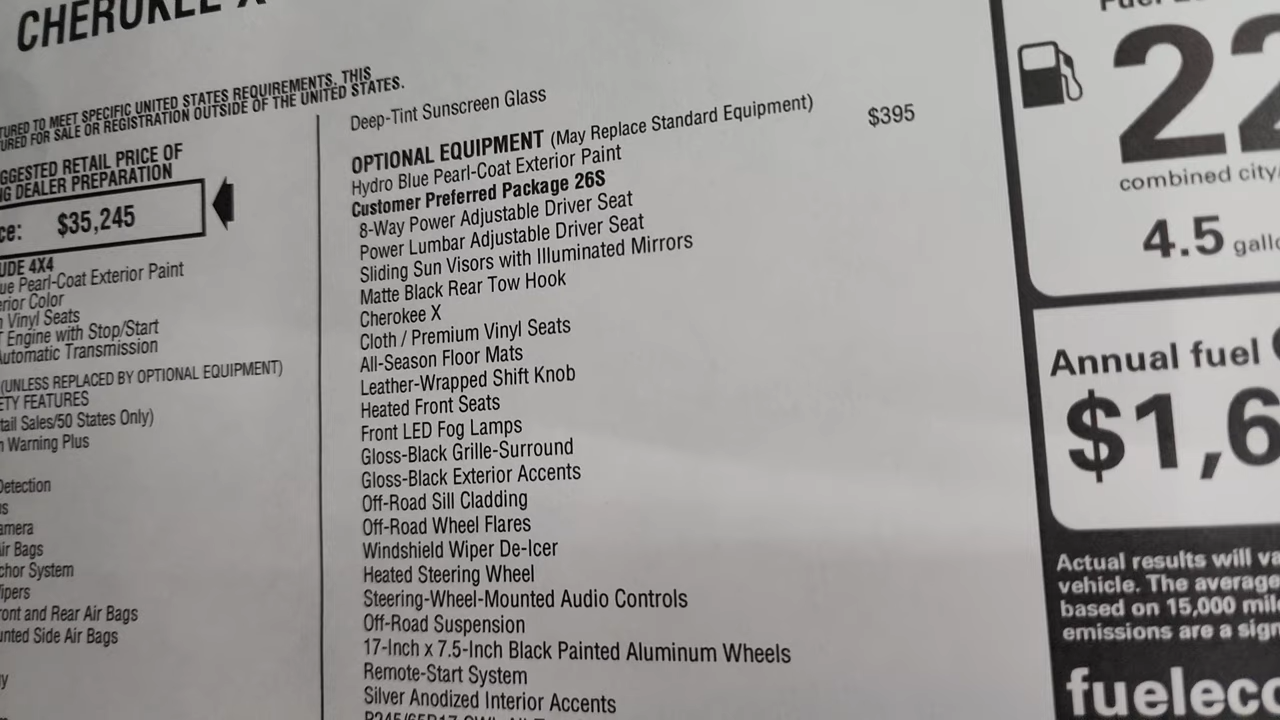 CHEROKEE X
TURED TO MEET SPECIFIC UNITED STATES REQUIREMENTS. THIS
URED FOR SALE OR REGISTRATION OUTSIDE OF THE UNITED STATES.
GGESTED RETAIL PRICE OF
NG DEALER PREPARATION
ce: $35,245
UDE 4X4
ue Pearl-Coat Exterior Paint
erior Color
n Vinyl Seats
T Engine with Stop/Start
Automatic Transmission
(UNLESS REPLACED BY OPTIONAL EQUIPMENT)
ETY FEATURES
tail Sales/50 States Only)
n Warning Plus
Detection
us
amera
Air Bags
chor System
Wipers
ront and Rear Air Bags
unted Side Air Bags
y
Deep-Tint Sunscreen Glass
OPTIONAL EQUIPMENT (May Replace Standard Equipment)
Hydro Blue Pearl-Coat Exterior Paint $395
Customer Preferred Package 26S
8-Way Power Adjustable Driver Seat
Power Lumbar Adjustable Driver Seat
Sliding Sun Visors with Illuminated Mirrors
Matte Black Rear Tow Hook
Cherokee X
Cloth / Premium Vinyl Seats
All-Season Floor Mats
Leather-Wrapped Shift Knob
Heated Front Seats
Front LED Fog Lamps
Gloss-Black Grille-Surround
Gloss-Black Exterior Accents
Off-Road Sill Cladding
Off-Road Wheel Flares
Windshield Wiper De-Icer
Heated Steering Wheel
Steering-Wheel-Mounted Audio Controls
Off-Road Suspension
17-Inch x 7.5-Inch Black Painted Aluminum Wheels
Remote-Start System
Silver Anodized Interior Accents
Fuel
22
combined city/
4.5 gallo
Annual fuel
$1,6
Actual results will va
vehicle. The average
based on 15,000 mile
emissions are a sign
fueleco